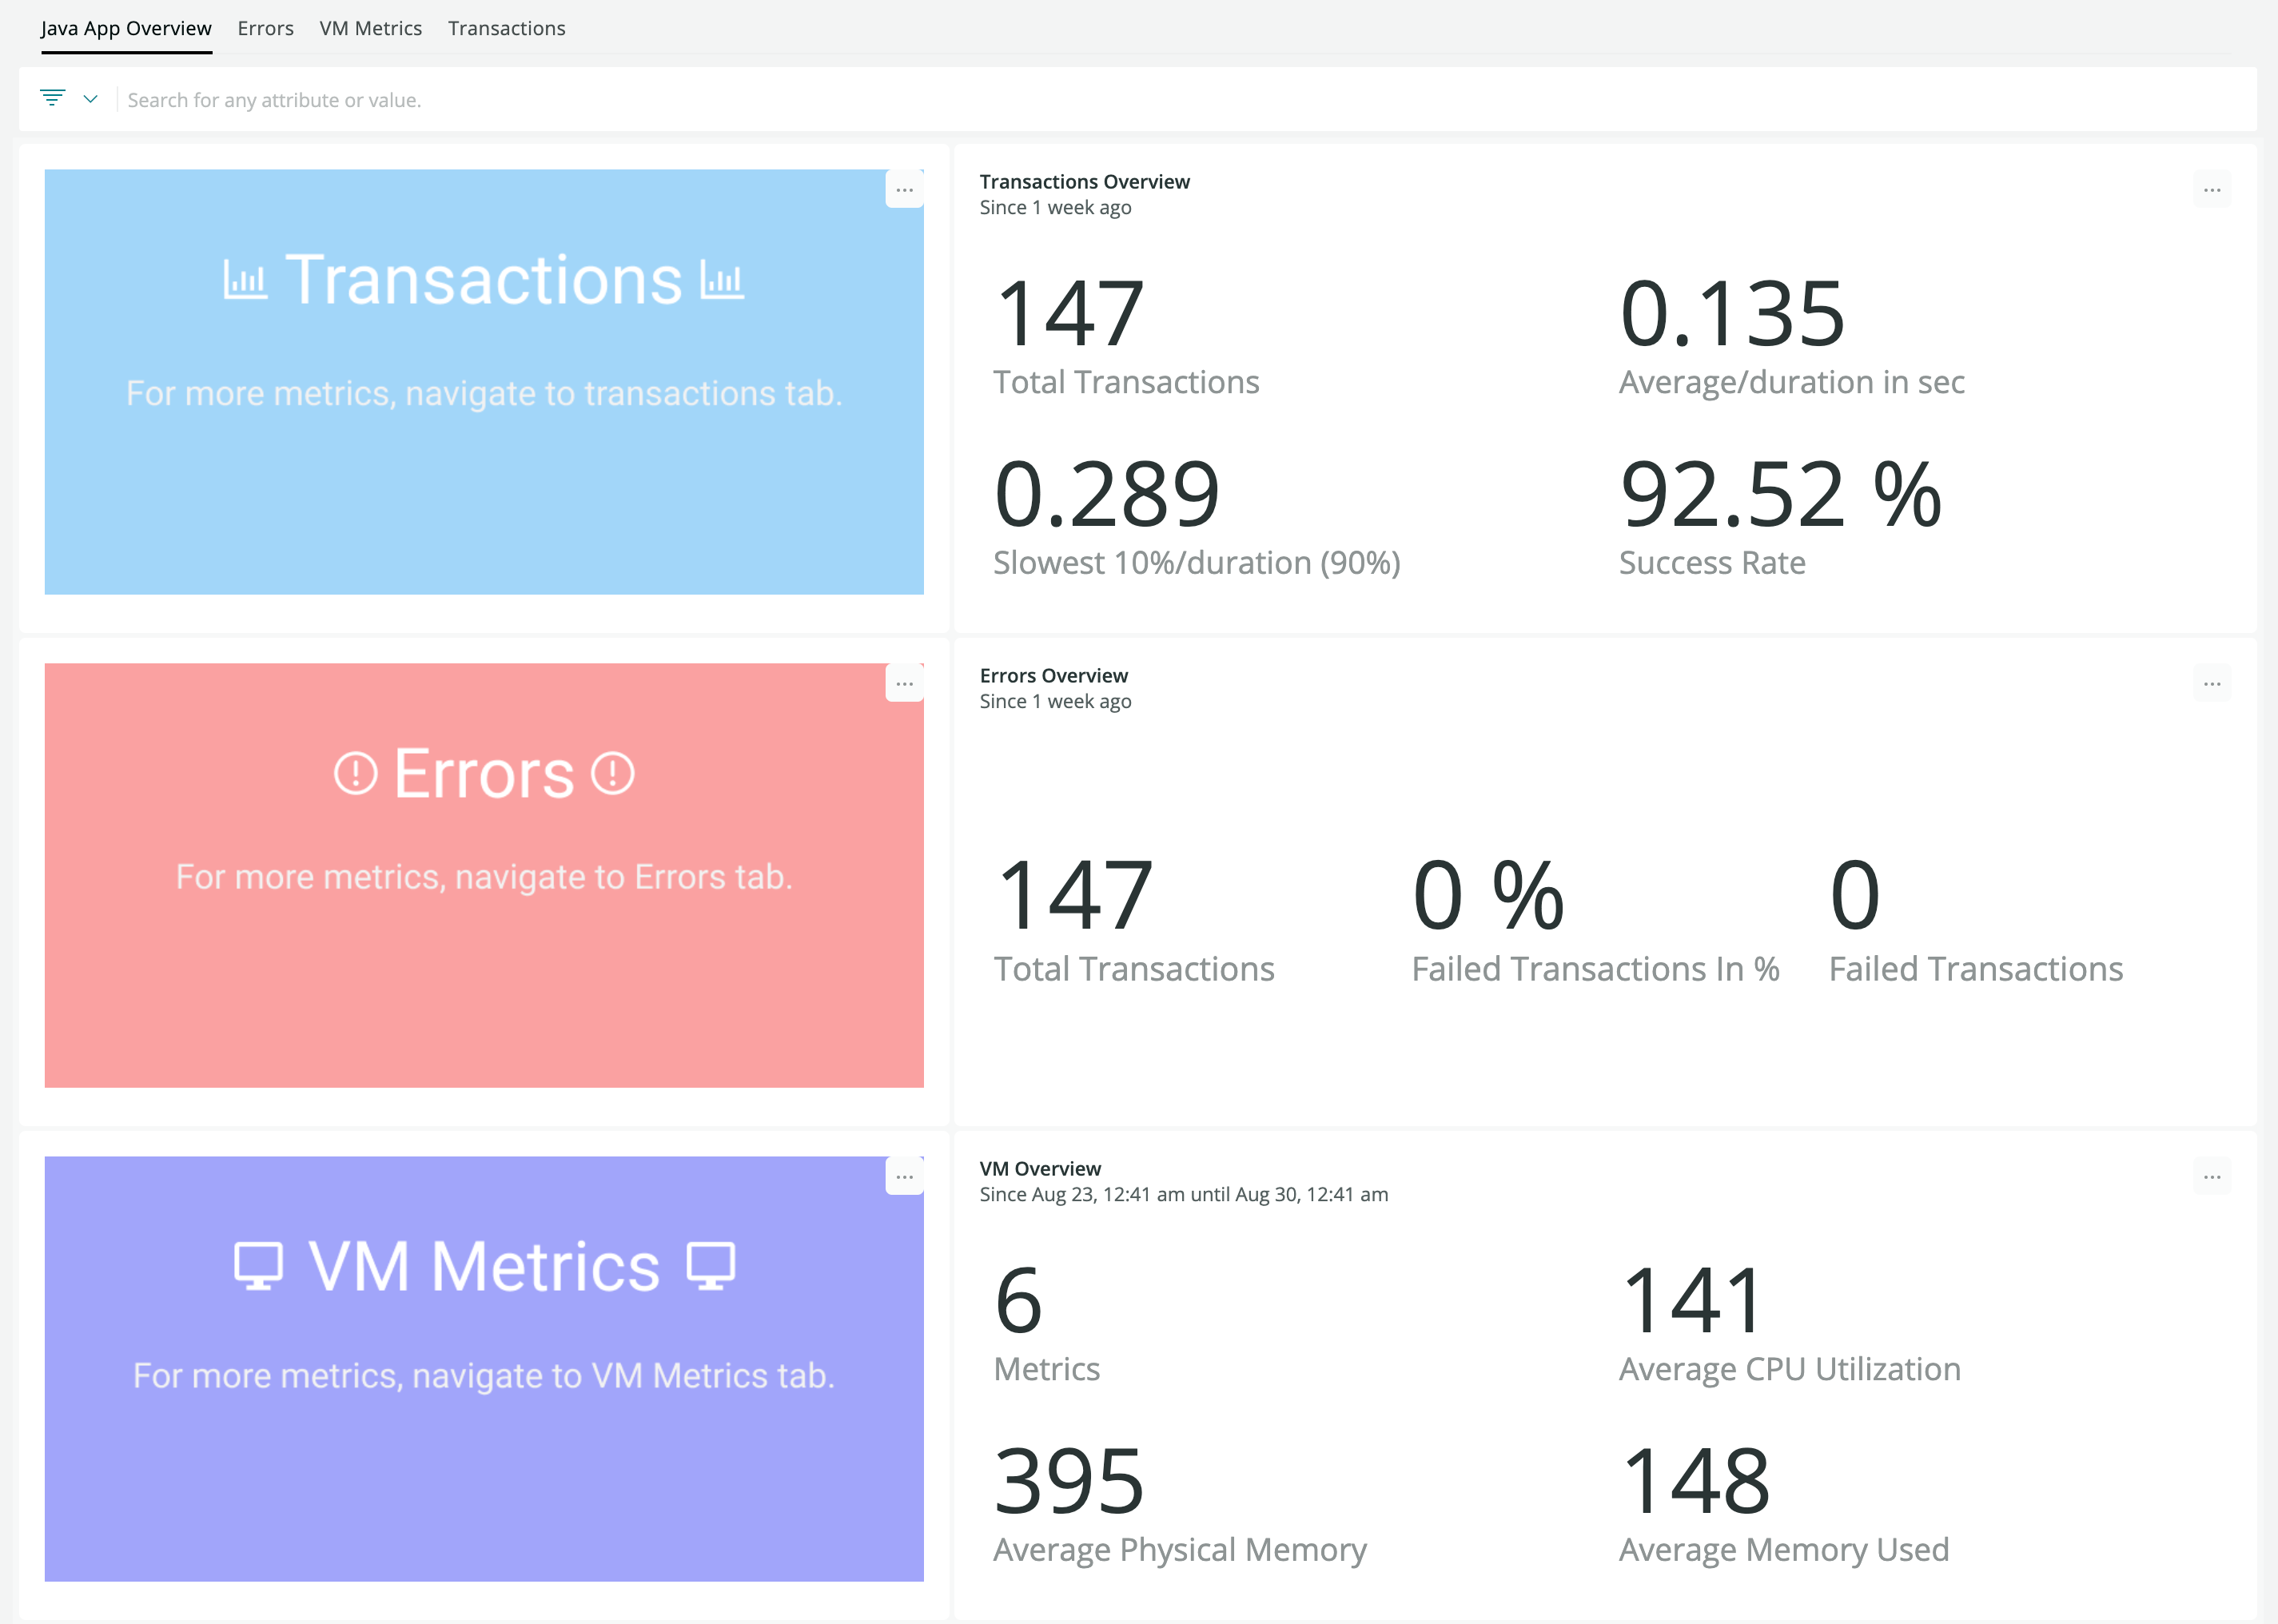 Java App Overview Errors VM Metrics Transactions
Search for any attribute or value.
Transactions
For more metrics, navigate to transactions tab.
Transactions Overview
Since 1 week ago
147
Total Transactions
0.135
Average/duration in sec
0.289
Slowest 10%/duration (90%)
92.52 %
Success Rate
Errors
For more metrics, navigate to Errors tab.
Errors Overview
Since 1 week ago
147
Total Transactions
0 %
Failed Transactions In %
0
Failed Transactions
VM Metrics
For more metrics, navigate to VM Metrics tab.
VM Overview
Since Aug 23, 12:41 am until Aug 30, 12:41 am
6
Metrics
141
Average CPU Utilization
395
Average Physical Memory
148
Average Memory Used